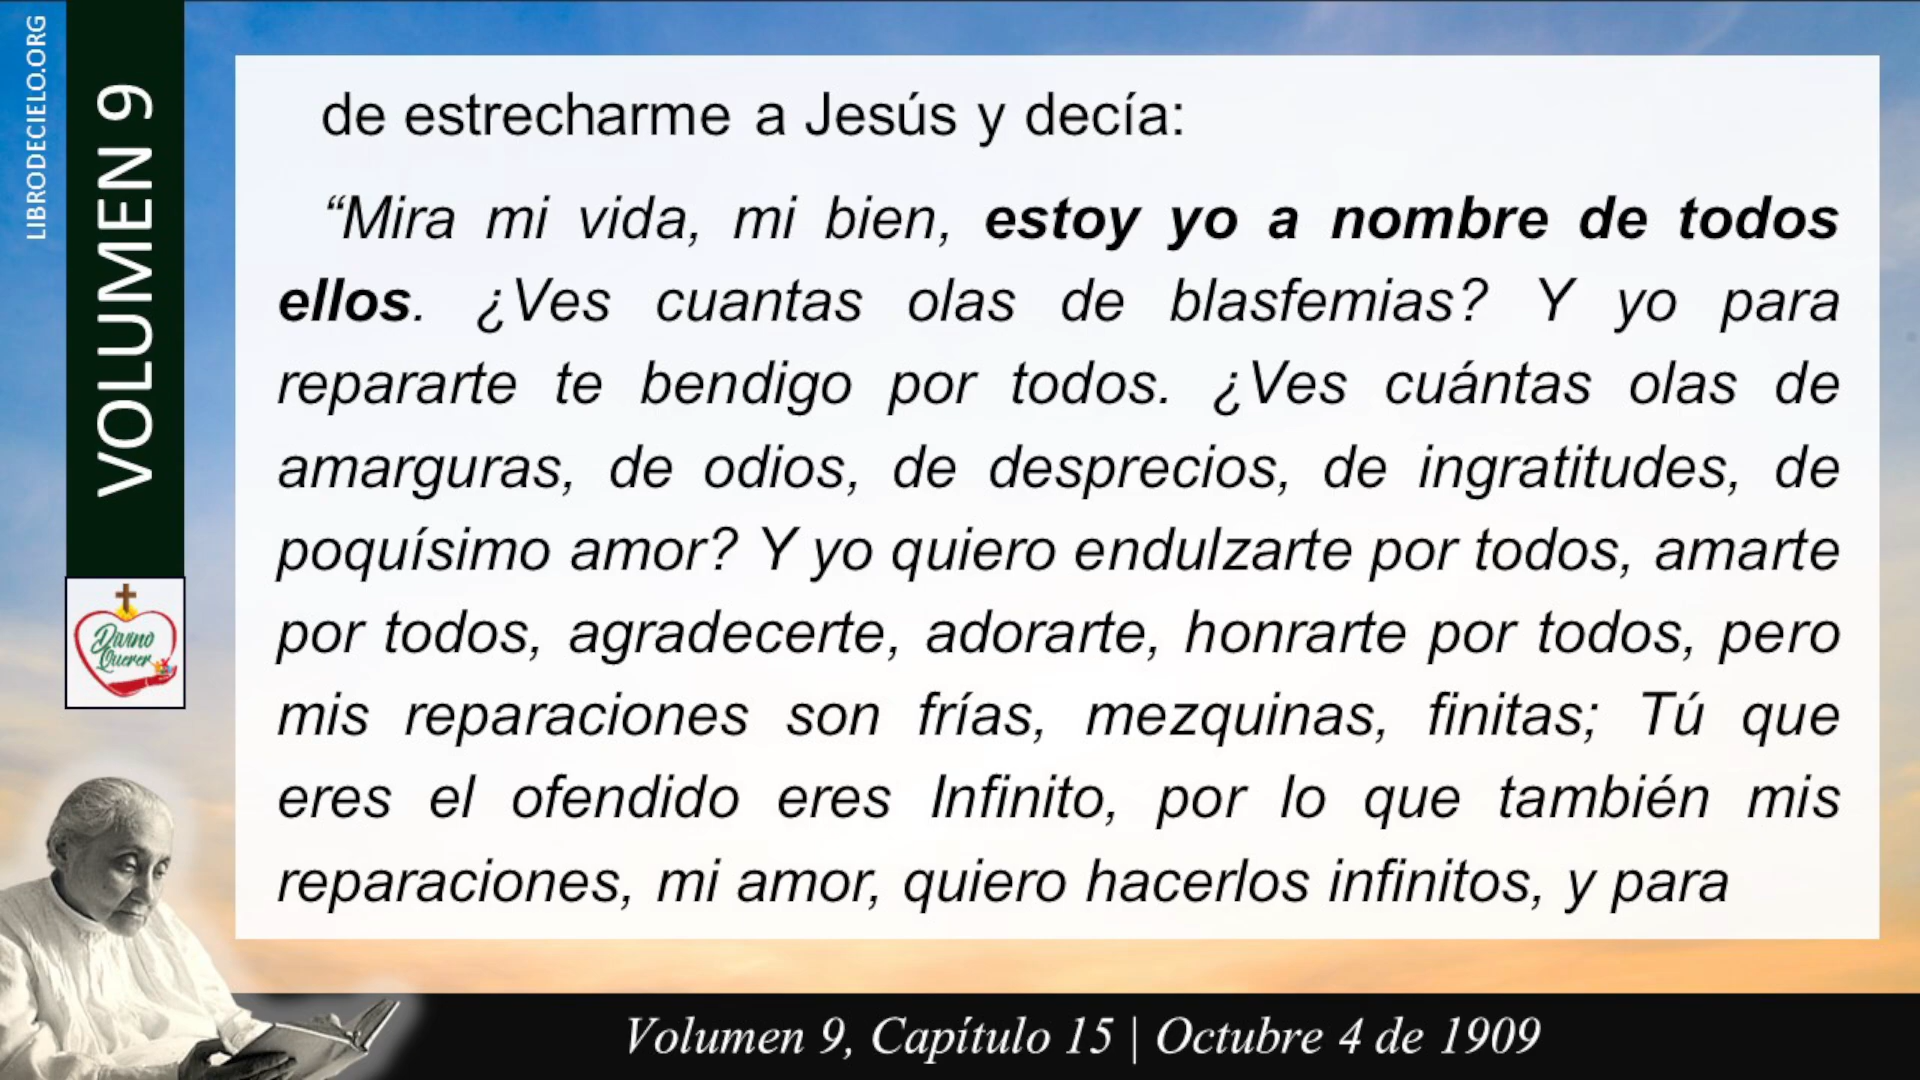 LIBRODECIELO.ORG
VOLUMEN 9
Divino
Querer
de estrecharme a Jesús y decía:
“Mira mi vida, mi bien, estoy yo a nombre de todos
ellos. ¿Ves cuantas olas de blasfemias? Y yo para
repararte te bendigo por todos. ¿Ves cuántas olas de
amarguras, de odios, de desprecios, de ingratitudes, de
poquísimo amor? Y yo quiero endulzarte por todos, amarte
por todos, agradecerte, adorarte, honrarte por todos, pero
mis reparaciones son frías, mezquinas, finitas; Tú que
eres el ofendido eres Infinito, por lo que también mis
reparaciones, mi amor, quiero hacerlos infinitos, y para
Volumen 9, Capítulo 15 | Octubre 4 de 1909